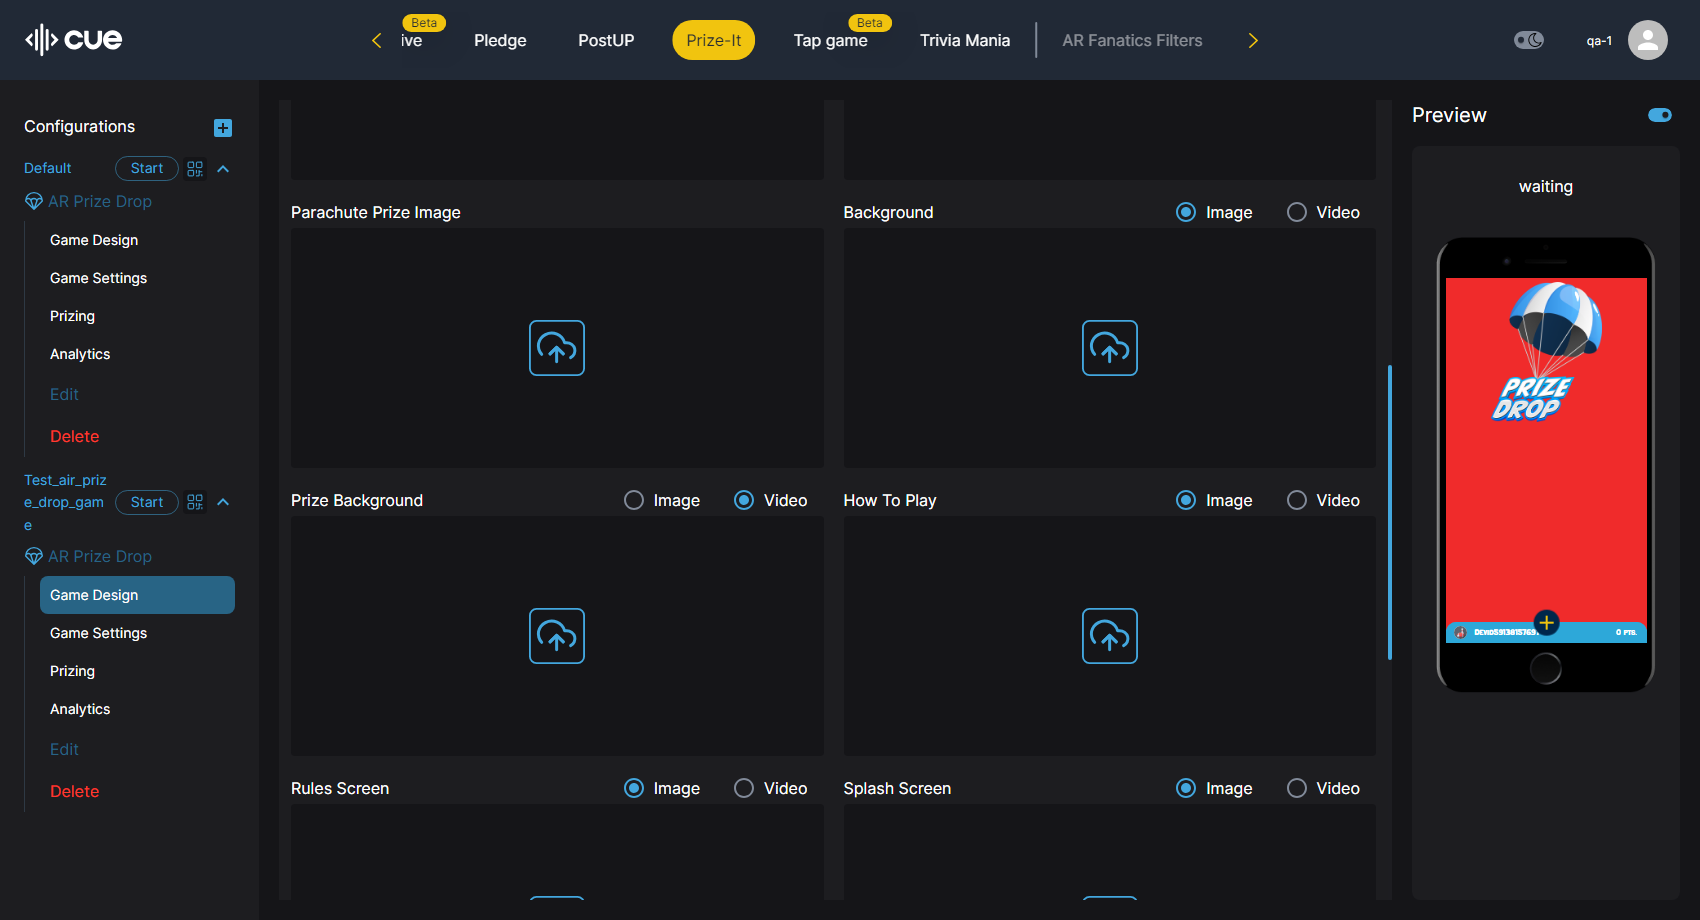 cue
Beta
ive
Pledge
PostUP
Prize-It
Beta
Tap game
Trivia Mania
AR Fanatics Filters
qa-1
Configurations
Default
Start
AR Prize Drop
Game Design
Game Settings
Prizing
Analytics
Edit
Delete
Test_air_priz
e_drop_gam
e
Start
AR Prize Drop
Game Design
Game Settings
Prizing
Analytics
Edit
Delete
Parachute Prize Image
Background
Image
Video
Prize Background
Image
Video
How To Play
Image
Video
Rules Screen
Image
Video
Splash Screen
Image
Video
Preview
waiting
PRIZE
DROP
0 PTS.